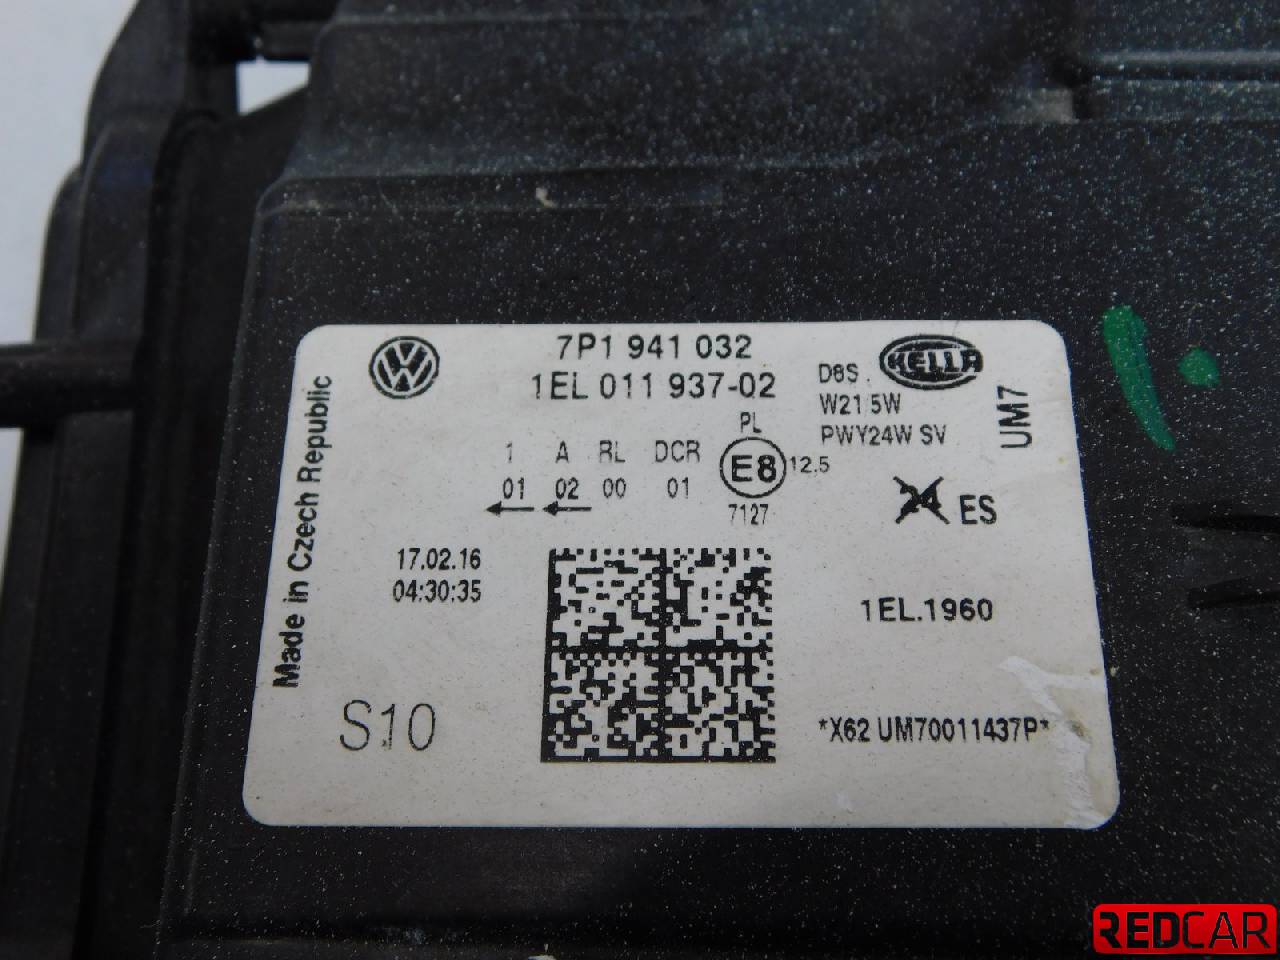 7P1 941 032
1EL 011 937-02
HELLA
D8S
W21 5W
PWY24W SV
UM7
1 A RL DCR
01 02 00 01
PL
E8 12.5
7127
24 ES
17.02.16
04:30:35
Made in Czech Republic
1EL.1960
S10
*X62 UM70011437P*
REDCAR